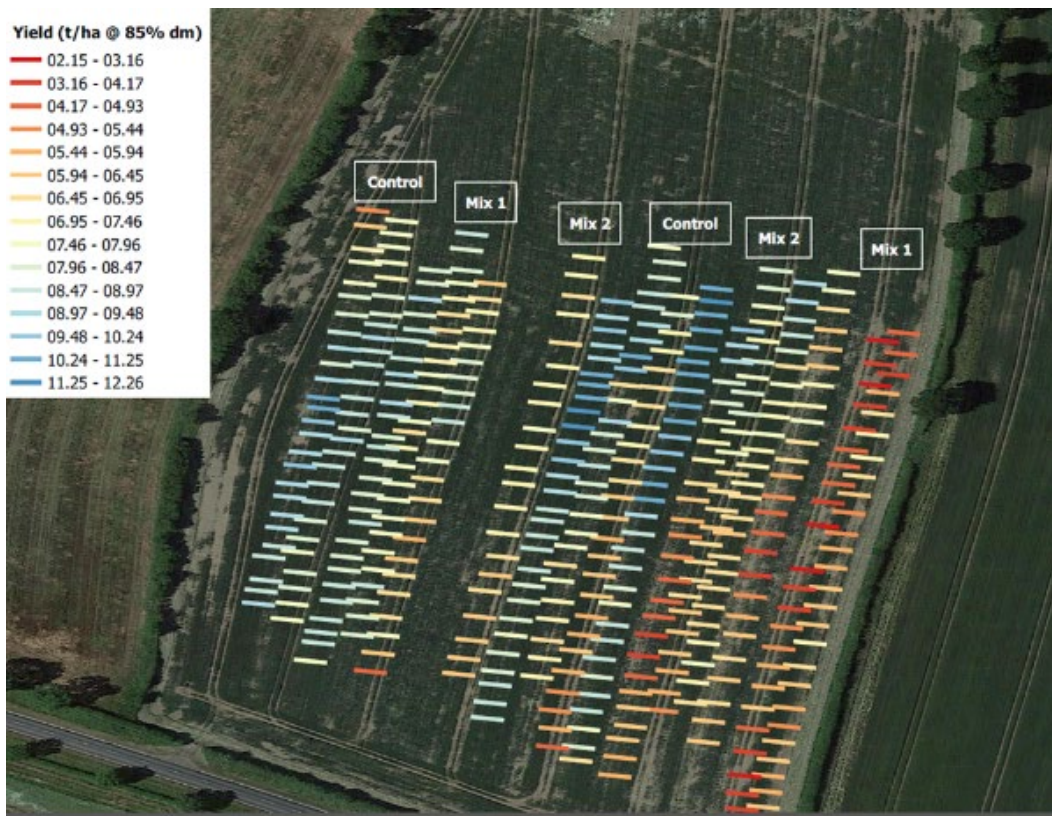 Yield (t/ha @ 85% dm)
02.15 - 03.16
03.16 - 04.17
04.17 - 04.93
04.93 - 05.44
05.44 - 05.94
05.94 - 06.45
06.45 - 06.95
06.95 - 07.46
07.46 - 07.96
07.96 - 08.47
08.47 - 08.97
08.97 - 09.48
09.48 - 10.24
10.24 - 11.25
11.25 - 12.26
Control
Mix 1
Mix 2
Control
Mix 2
Mix 1